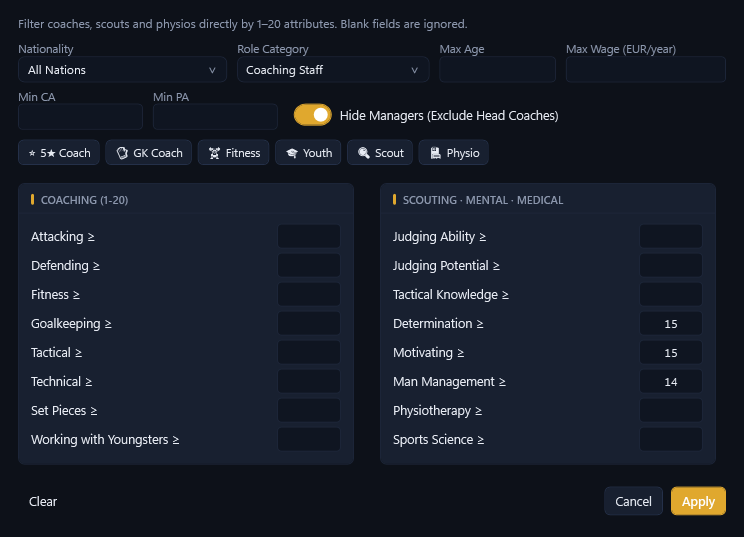 Filter coaches, scouts and physios directly by 1–20 attributes. Blank fields are ignored.
Nationality Role Category Max Age Max Wage (EUR/year)
All Nations Coaching Staff
Min CA Min PA
Hide Managers (Exclude Head Coaches)
5★ Coach GK Coach Fitness Youth Scout Physio
COACHING (1-20)
Attacking ≥
Defending ≥
Fitness ≥
Goalkeeping ≥
Tactical ≥
Technical ≥
Set Pieces ≥
Working with Youngsters ≥
SCOUTING · MENTAL · MEDICAL
Judging Ability ≥
Judging Potential ≥
Tactical Knowledge ≥
Determination ≥ 15
Motivating ≥ 15
Man Management ≥ 14
Physiotherapy ≥
Sports Science ≥
Clear Cancel Apply